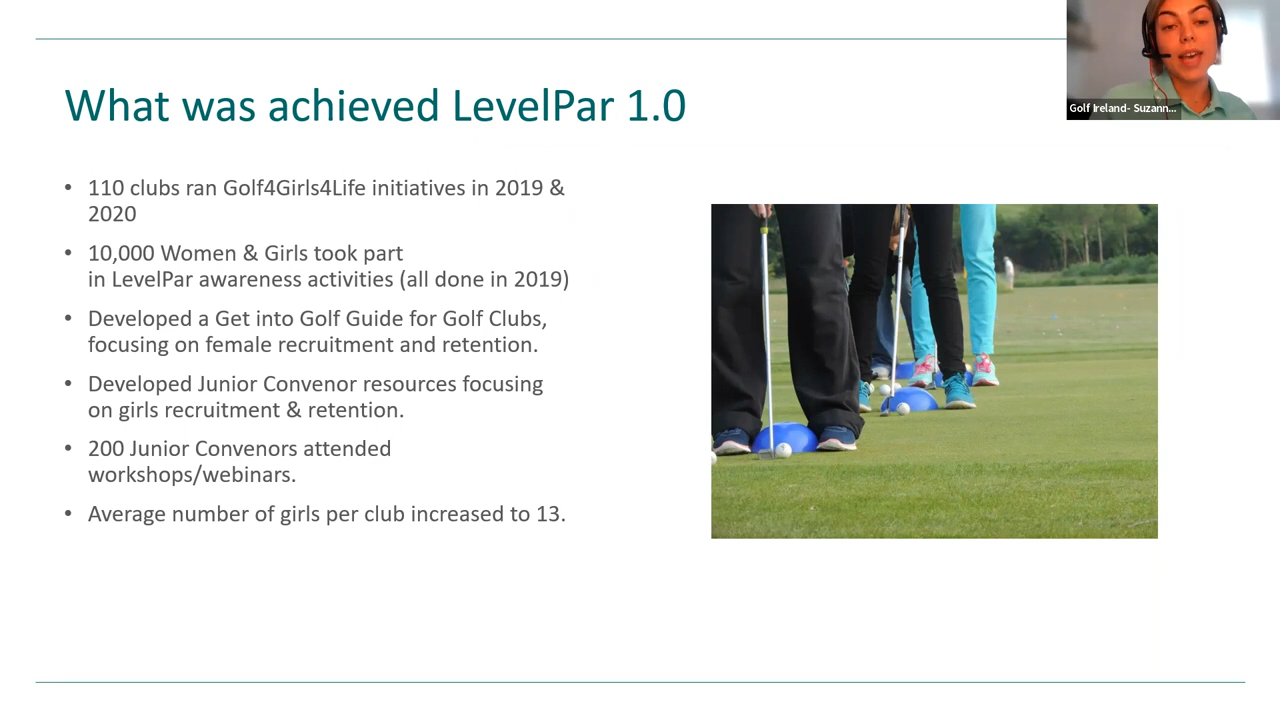 What was achieved LevelPar 1.0
• 110 clubs ran Golf4Girls4Life initiatives in 2019 &
2020
• 10,000 Women & Girls took part
in LevelPar awareness activities (all done in 2019)
• Developed a Get into Golf Guide for Golf Clubs,
focusing on female recruitment and retention.
• Developed Junior Convenor resources focusing
on girls recruitment & retention.
• 200 Junior Convenors attended
workshops/webinars.
• Average number of girls per club increased to 13.
Golf Ireland- Suzann...